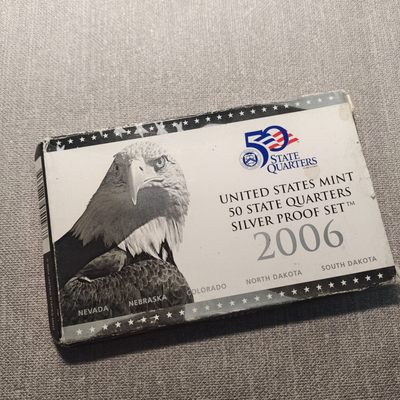 50
STATE
QUARTERS
UNITED STATES MINT
50 STATE QUARTERS
SILVER PROOF SET™
2006
NEVADA NEBRASKA COLORADO NORTH DAKOTA SOUTH DAKOTA